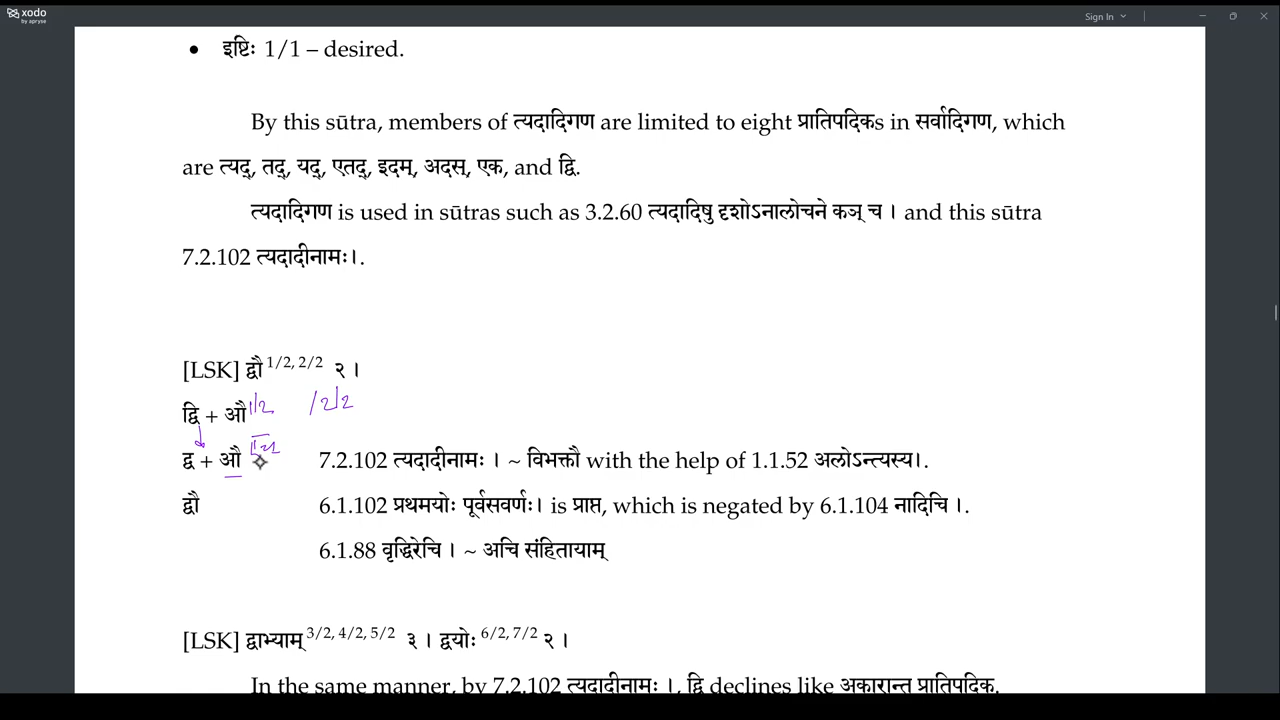 xodo
by apryse
Sign In
• इष्टिः 1/1 – desired.
By this sūtra, members of त्यदादिगण are limited to eight प्रातिपदिकs in सर्वादिगण, which
are त्यद्, तद्, यद्, एतद्, इदम्, अदस्, एक, and द्वि.
त्यदादिगण is used in sūtras such as 3.2.60 त्यदादिषु दृशोऽनालोचने कञ् च । and this sūtra
7.2.102 त्यदादीनामः।.
[LSK] द्वौ 1/2, 2/2 २ ।
द्वि + औ 1/2 /2/2
द्व + औ 7.2.102 त्यदादीनामः । ~ विभक्तौ with the help of 1.1.52 अलोऽन्त्यस्य।.
द्वौ 6.1.102 प्रथमयोः पूर्वसवर्णः। is प्राप्त, which is negated by 6.1.104 नादिचि ।.
6.1.88 वृद्धिरेचि । ~ अचि संहितायाम्
[LSK] द्वाभ्याम् 3/2, 4/2, 5/2 ३ । द्वयोः 6/2, 7/2 २ ।
In the same manner, by 7.2.102 त्यदादीनामः ।, द्वि declines like अकारान्त प्रातिपदिक.